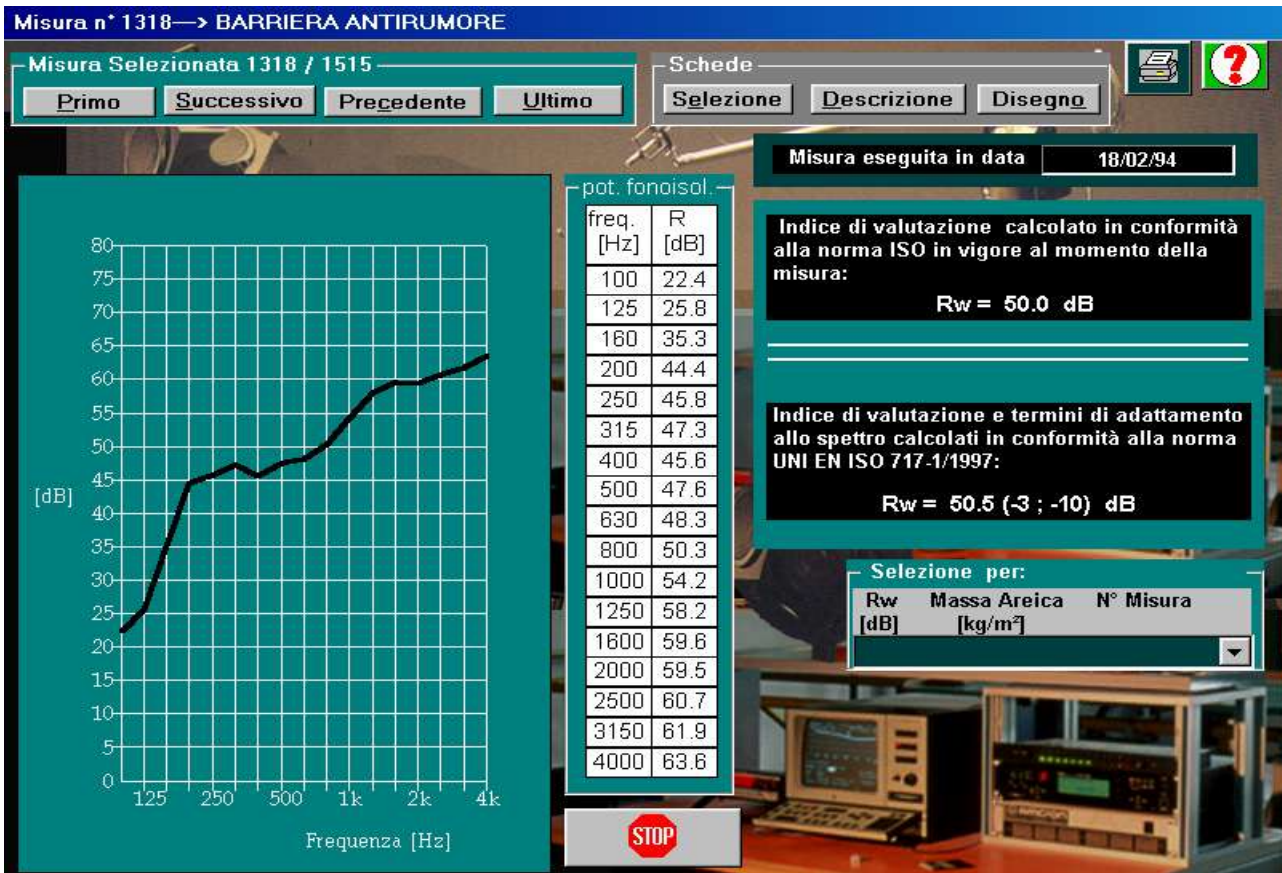 Misura n° 1318—> BARRIERA ANTIRUMORE
Misura Selezionata 1318 / 1515
Primo Successivo Precedente Ultimo
Schede
Selezione Descrizione Disegno
Misura eseguita in data 18/02/94
80
75
70
65
60
55
50
45
40
35
30
25
20
15
10
5
0
[dB]
125 250 500 1k 2k 4k
Frequenza [Hz]
pot. fonoisol.
freq. R
[Hz] [dB]
100 22.4
125 25.8
160 35.3
200 44.4
250 45.8
315 47.3
400 45.6
500 47.6
630 48.3
800 50.3
1000 54.2
1250 58.2
1600 59.6
2000 59.5
2500 60.7
3150 61.9
4000 63.6
STOP
Indice di valutazione calcolato in conformità
alla norma ISO in vigore al momento della
misura:
Rw = 50.0 dB
Indice di valutazione e termini di adattamento
allo spettro calcolati in conformità alla norma
UNI EN ISO 717-1/1997:
Rw = 50.5 (-3 ; -10) dB
Selezione per:
Rw Massa Areica N° Misura
[dB] [kg/m²]